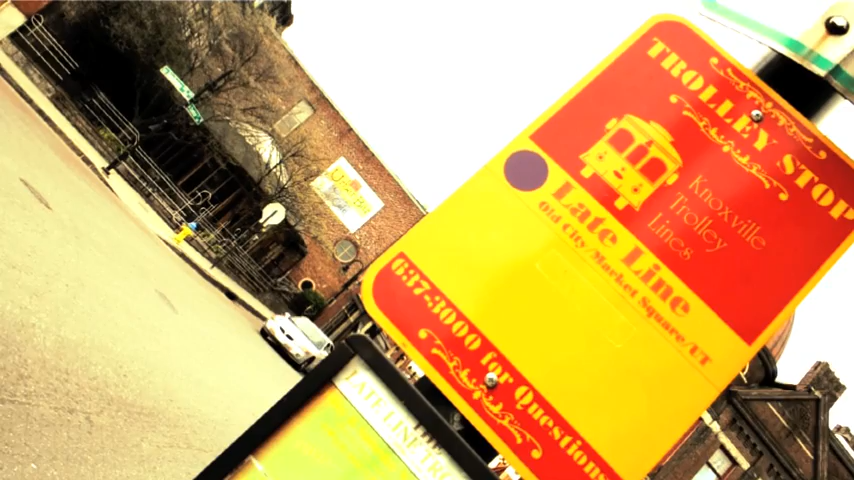 TROLLEY STOP
Knoxville
Trolley
Lines
Late Line
Old City/Market Square/UT
637-3000 for Questions
LATE LINE